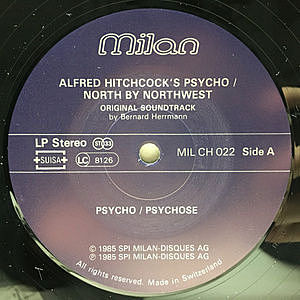 milan
ALFRED HITCHCOCK'S PSYCHO /
NORTH BY NORTHWEST
ORIGINAL SOUNDTRACK
by Bernard Herrmann
LP Stereo ST 33
SUISA LC 8126
MIL CH 022 Side A
PSYCHO / PSYCHOSE
℗ 1985 SPI MILAN-DISQUES AG
© 1985 SPI MILAN-DISQUES AG
All rights reserved. Made in Switzerland